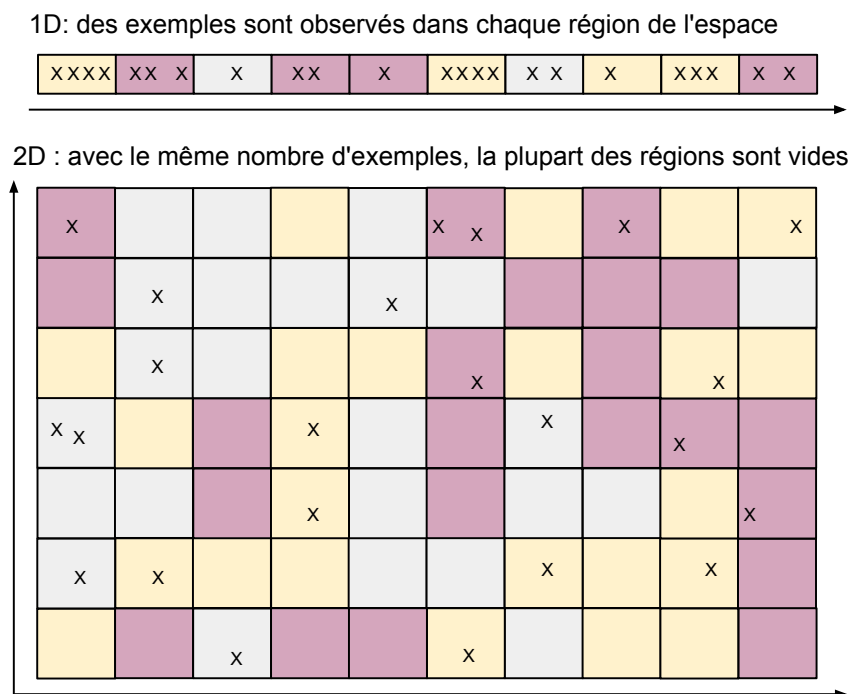 1D: des exemples sont observés dans chaque région de l'espace
XXXX XX X X XX X XXXX X X X XXX X X
2D : avec le même nombre d'exemples, la plupart des régions sont vides
X X X X X
X X
X X X
X X X X X
X X
X X X X
X X